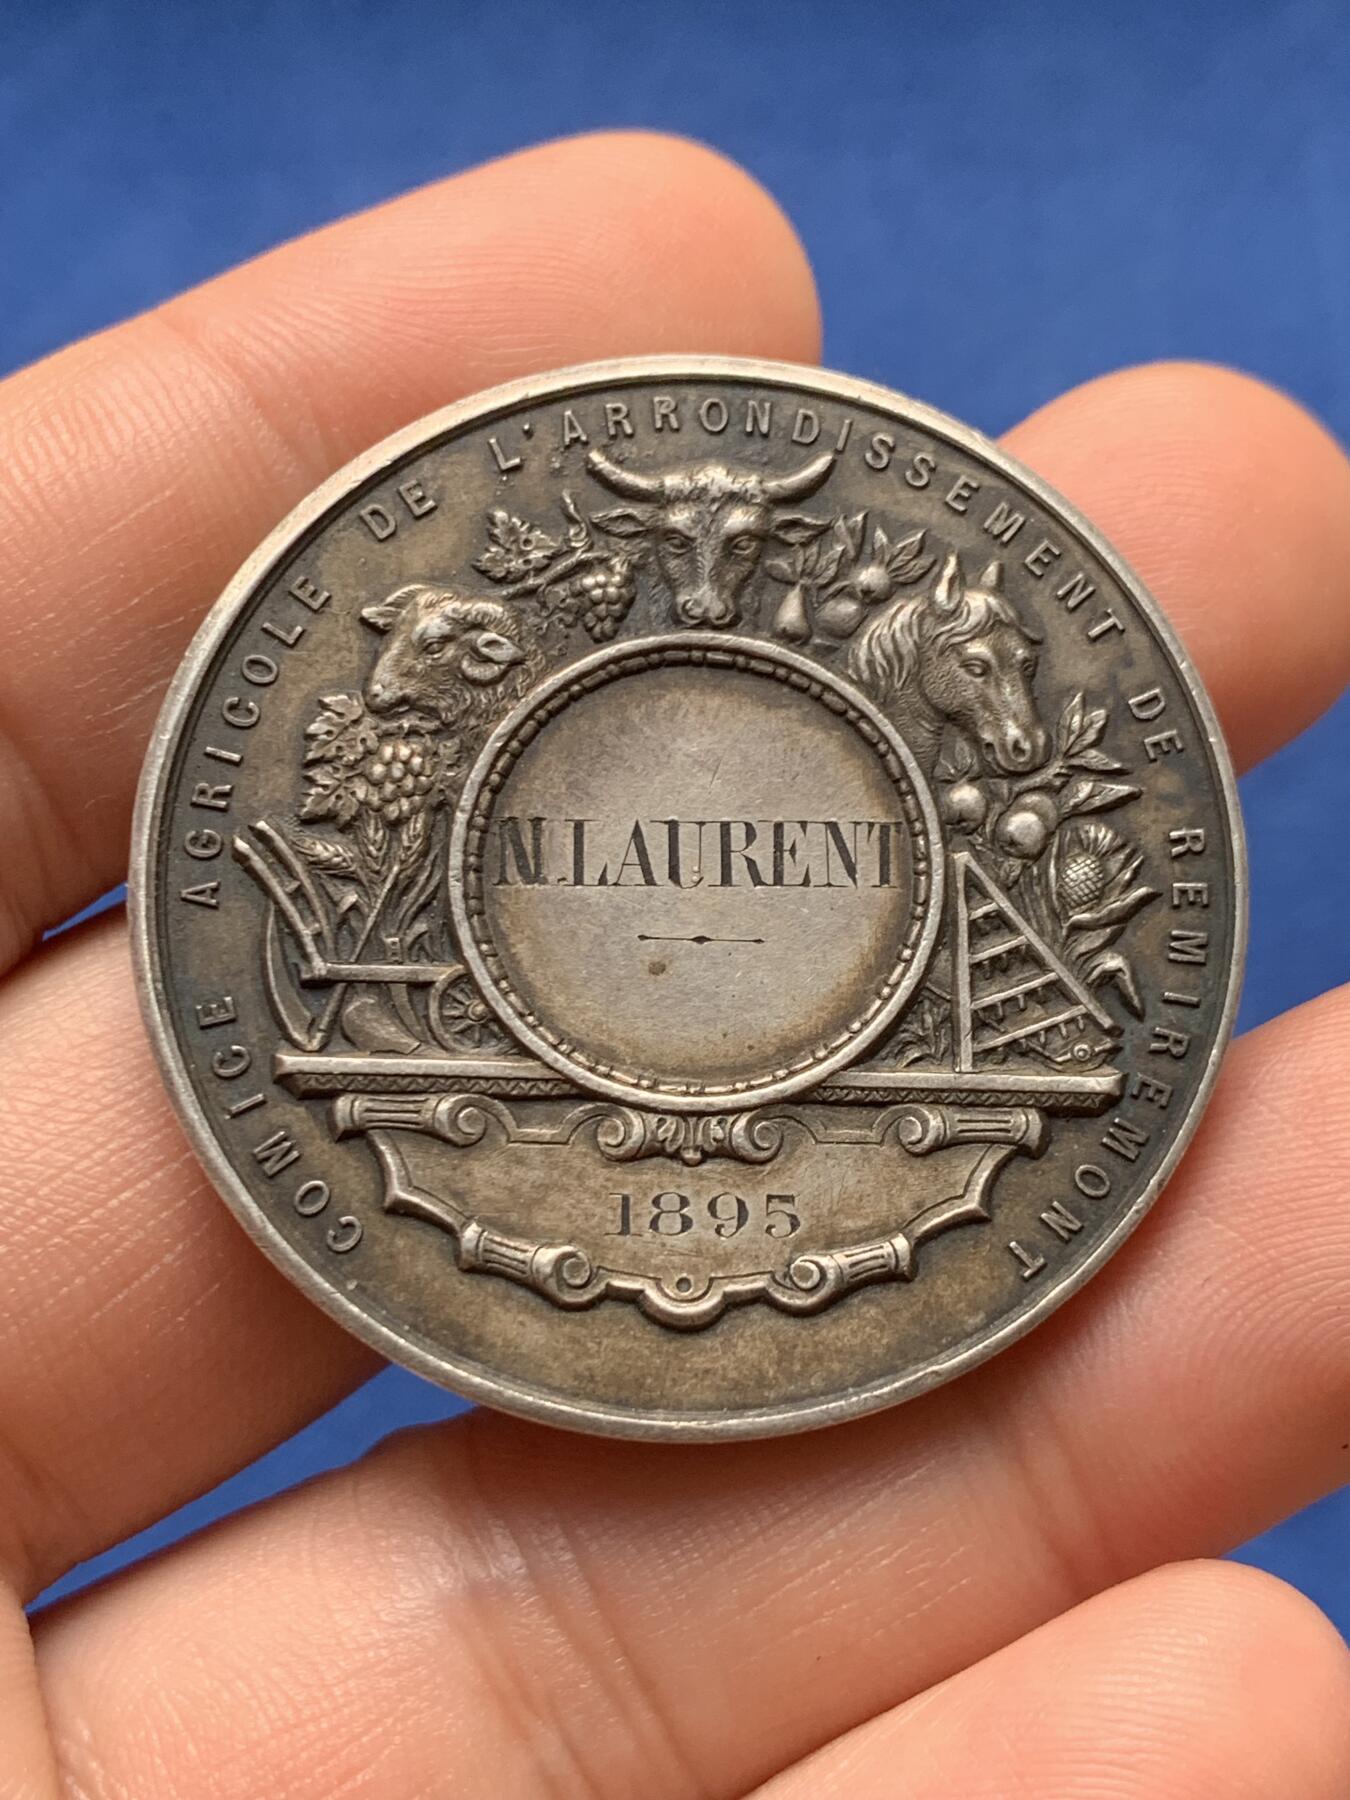 COMICE AGRICOLE DE L'ARRONDISSEMENT DE REMIREMONT
N. LAURENT
1895